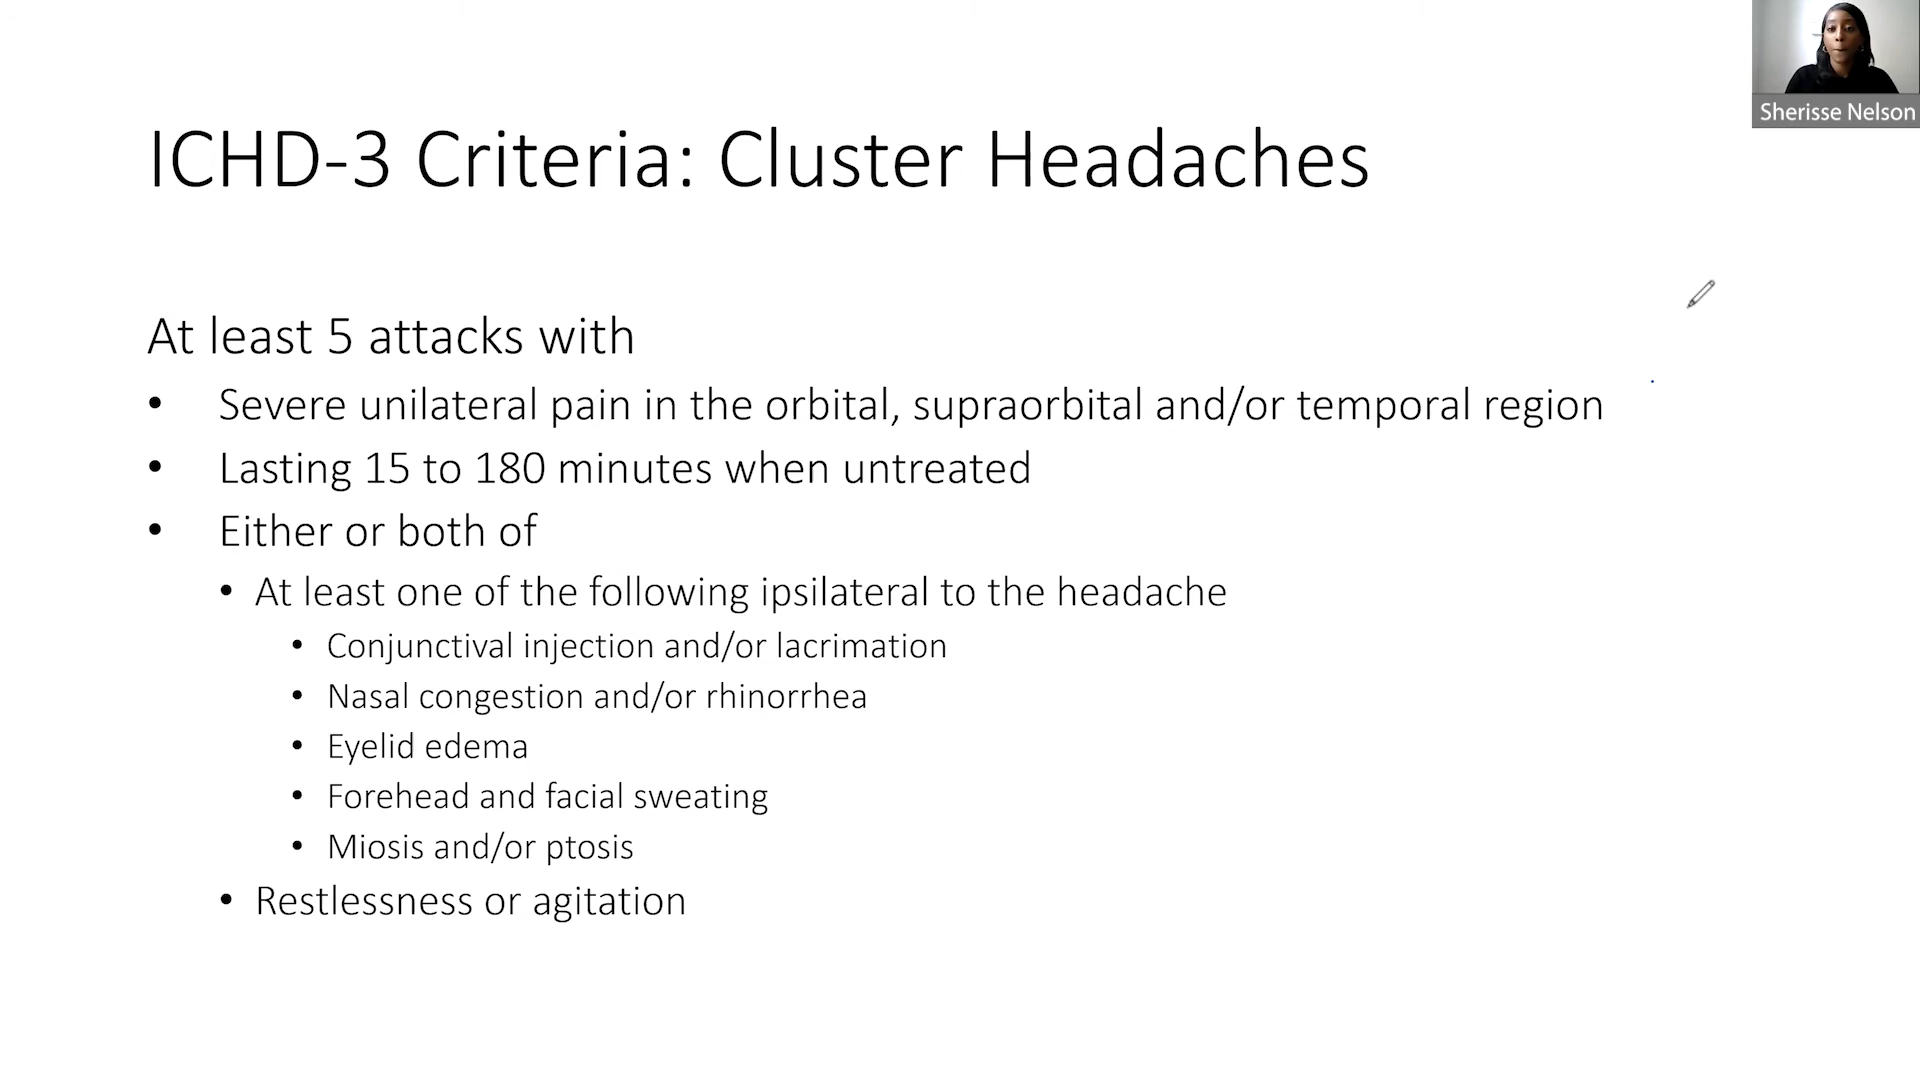 Sherisse Nelson
ICHD-3 Criteria: Cluster Headaches
At least 5 attacks with
• Severe unilateral pain in the orbital, supraorbital and/or temporal region
• Lasting 15 to 180 minutes when untreated
• Either or both of
• At least one of the following ipsilateral to the headache
• Conjunctival injection and/or lacrimation
• Nasal congestion and/or rhinorrhea
• Eyelid edema
• Forehead and facial sweating
• Miosis and/or ptosis
• Restlessness or agitation